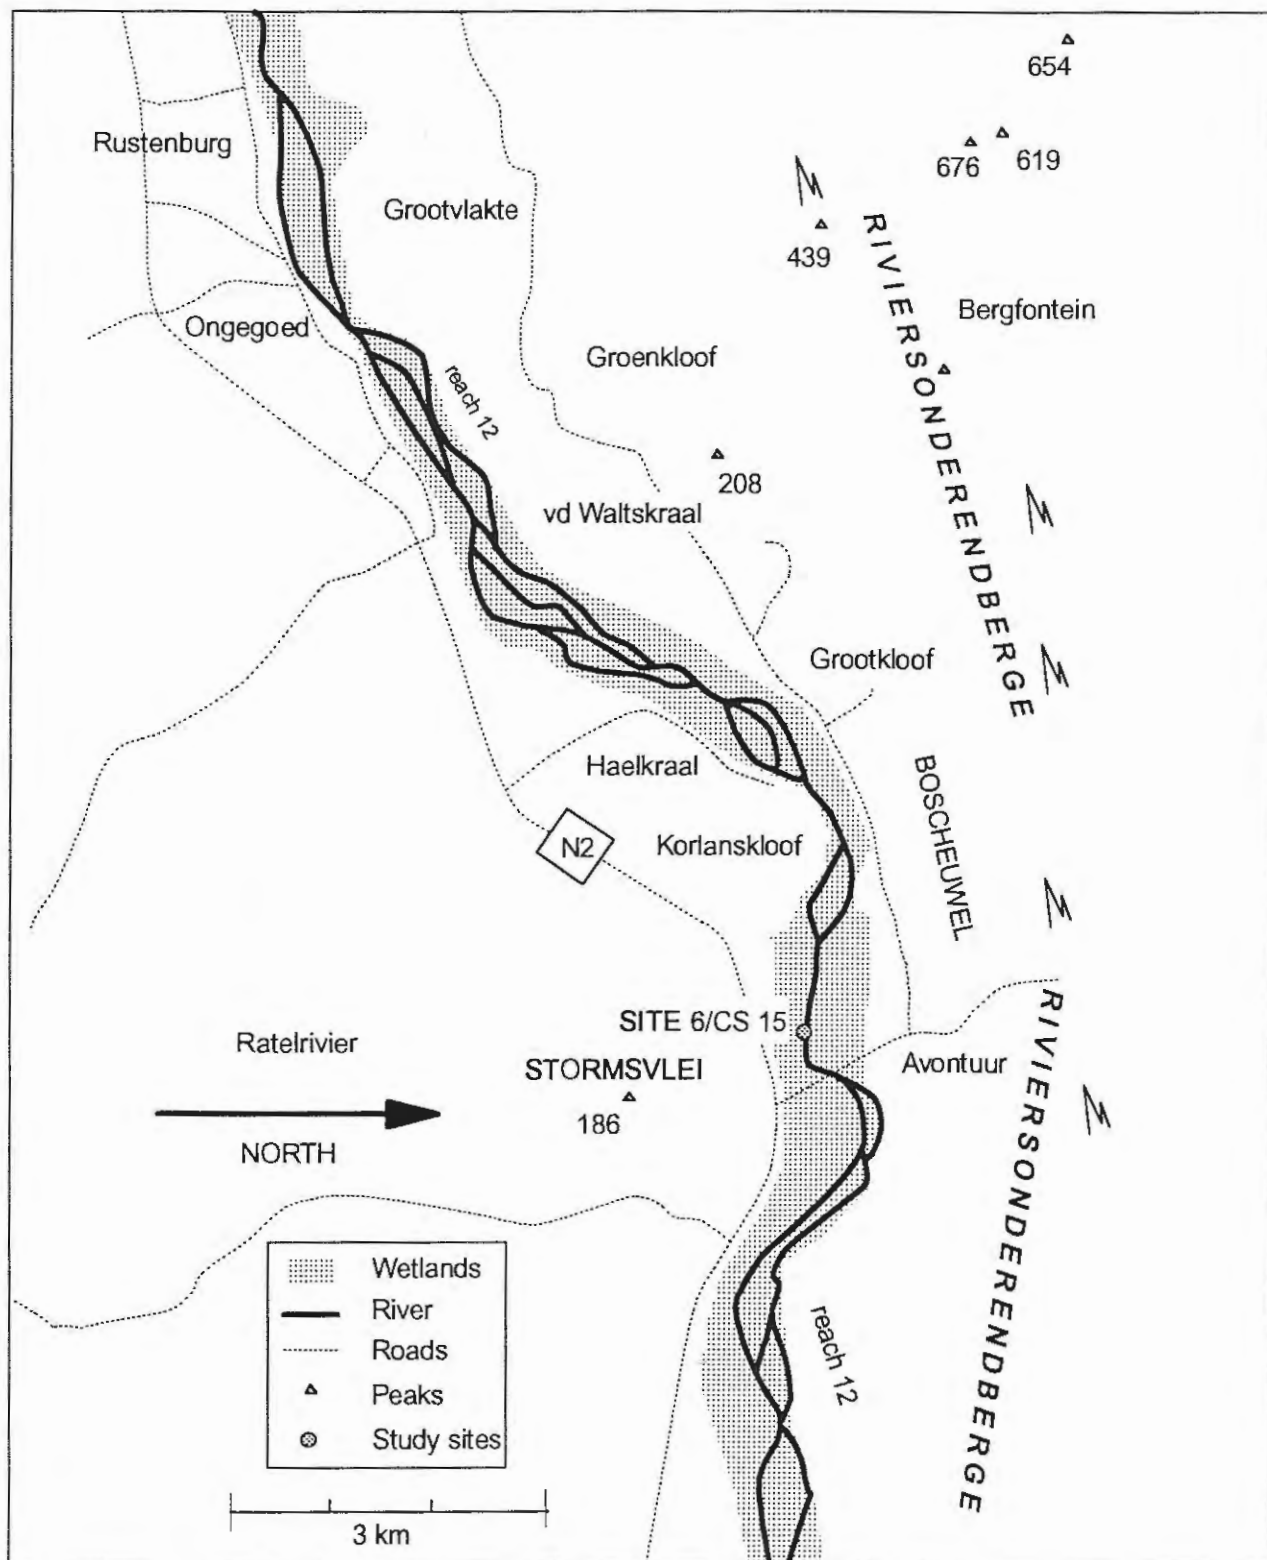 654
Rustenburg
676
619
Grootvlakte
439
RIVIERSONDERENDBERGE
Bergfontein
Ongegoed
Groenkloof
reach 12
208
vd Waltskraal
Grootkloof
Haelkraal
BOSCHEUWEL
N2
Korlanskloof
SITE 6/CS 15
Ratelrivier
STORMSVLEI
Avontuur
RIVIERSONDERENDBERGE
186
NORTH
Wetlands
River
Roads
Peaks
Study sites
reach 12
3 km